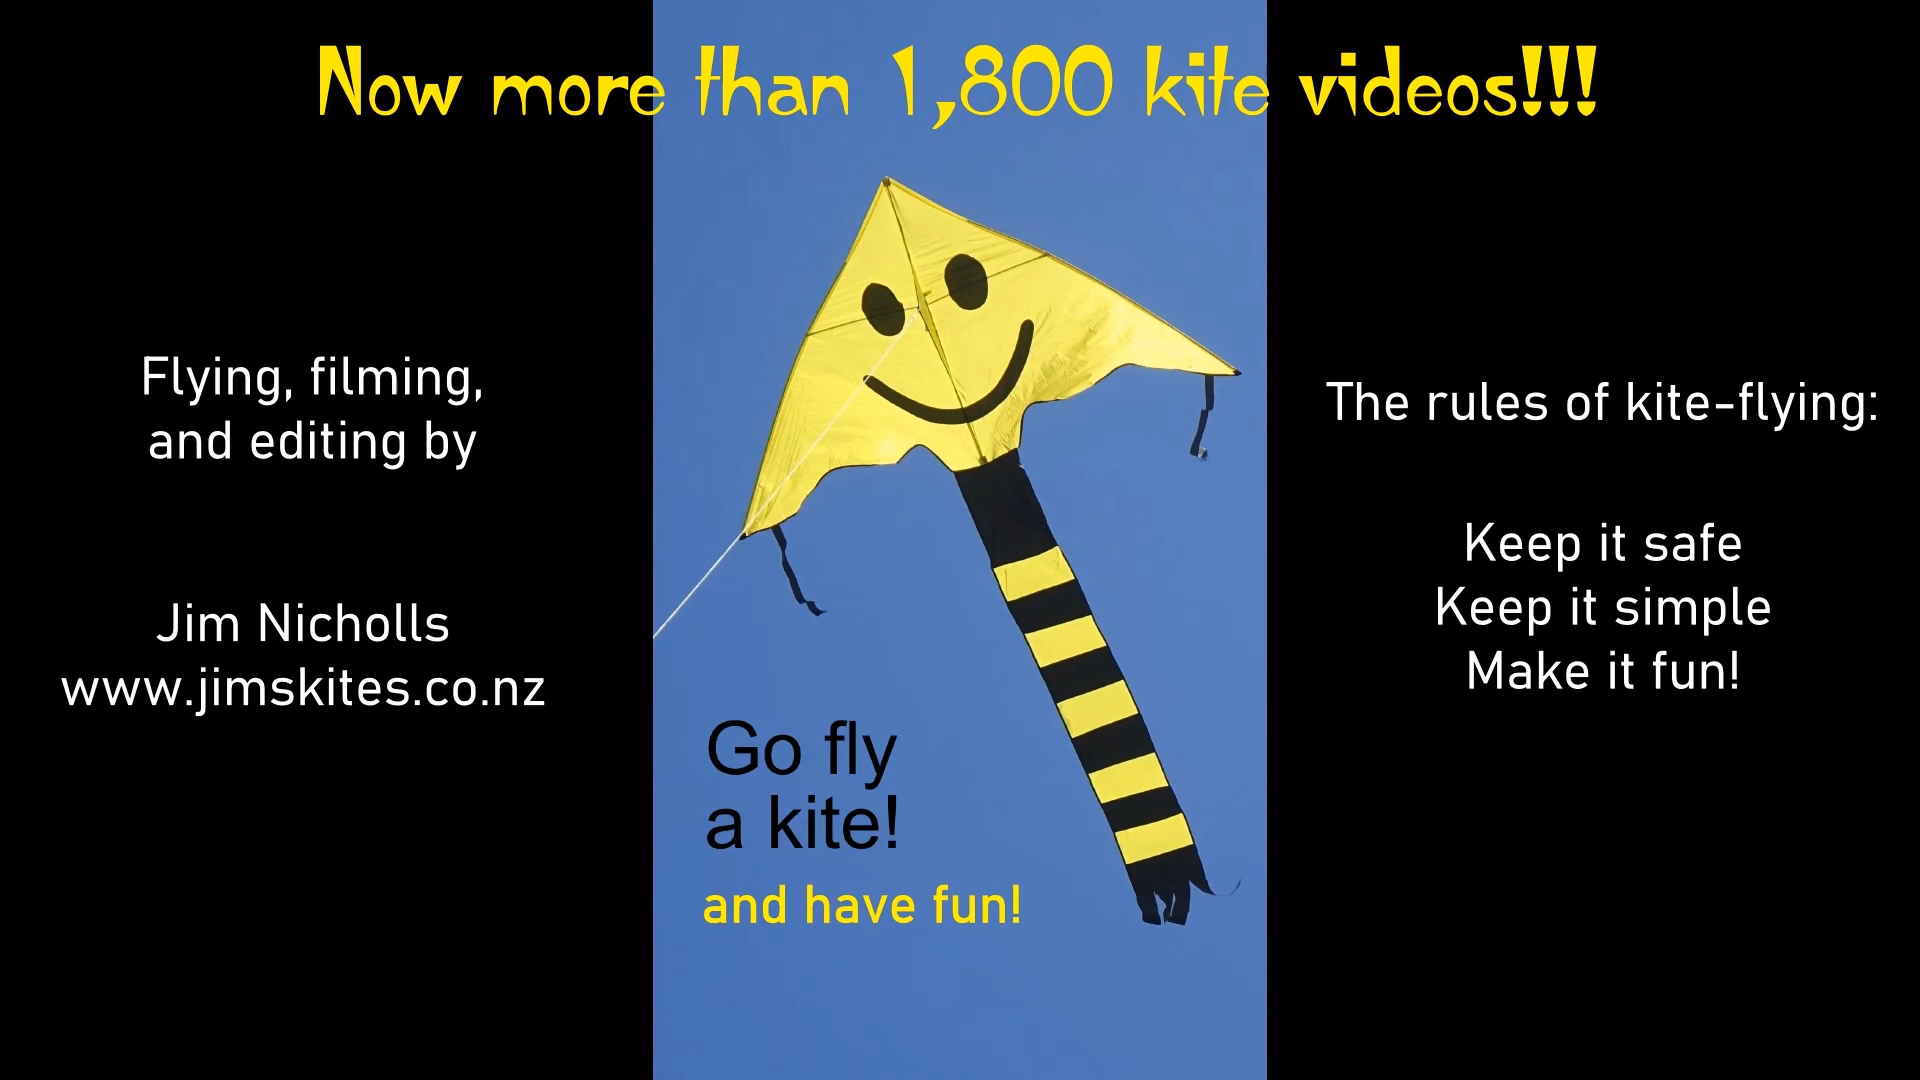 Now more than 1,800 kite videos!!!
Flying, filming,
and editing by
Jim Nicholls
www.jimskites.co.nz
Go fly
a kite!
and have fun!
The rules of kite-flying:
Keep it safe
Keep it simple
Make it fun!